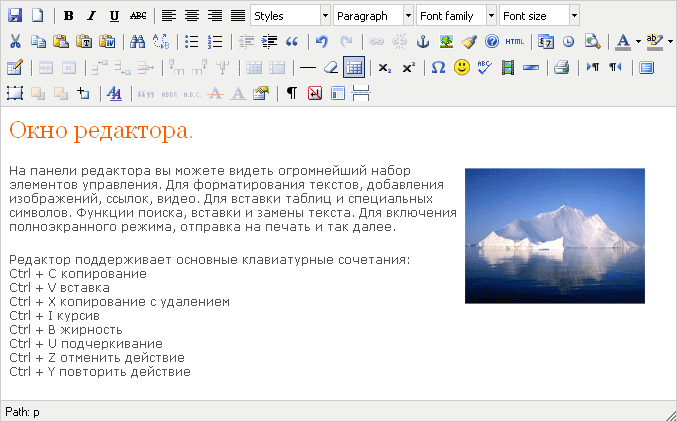 B I U ABC Styles Paragraph Font family Font size
HTML
ABC
ABBR A.B.C. A A
Окно редактора.
На панели редактора вы можете видеть огромнейший набор
элементов управления. Для форматирования текстов, добавления
изображений, ссылок, видео. Для вставки таблиц и специальных
символов. Функции поиска, вставки и замены текста. Для включения
полноэкранного режима, отправка на печать и так далее.
Редактор поддерживает основные клавиатурные сочетания:
Ctrl + C копирование
Ctrl + V вставка
Ctrl + X копирование с удалением
Ctrl + I курсив
Ctrl + B жирность
Ctrl + U подчеркивание
Ctrl + Z отменить действие
Ctrl + Y повторить действие
Path: p